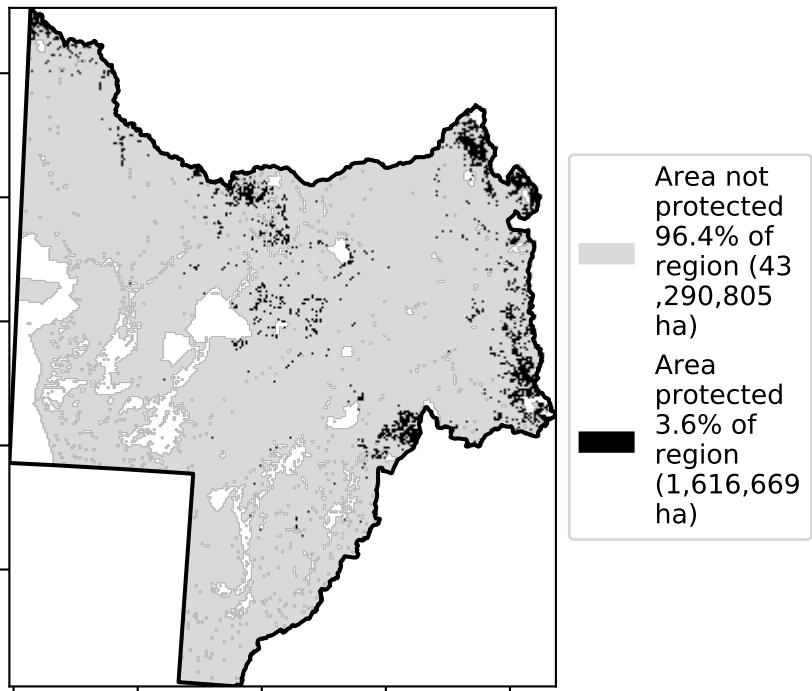 Area not
protected
96.4% of
region (43
,290,805
ha)
Area
protected
3.6% of
region
(1,616,669
ha)